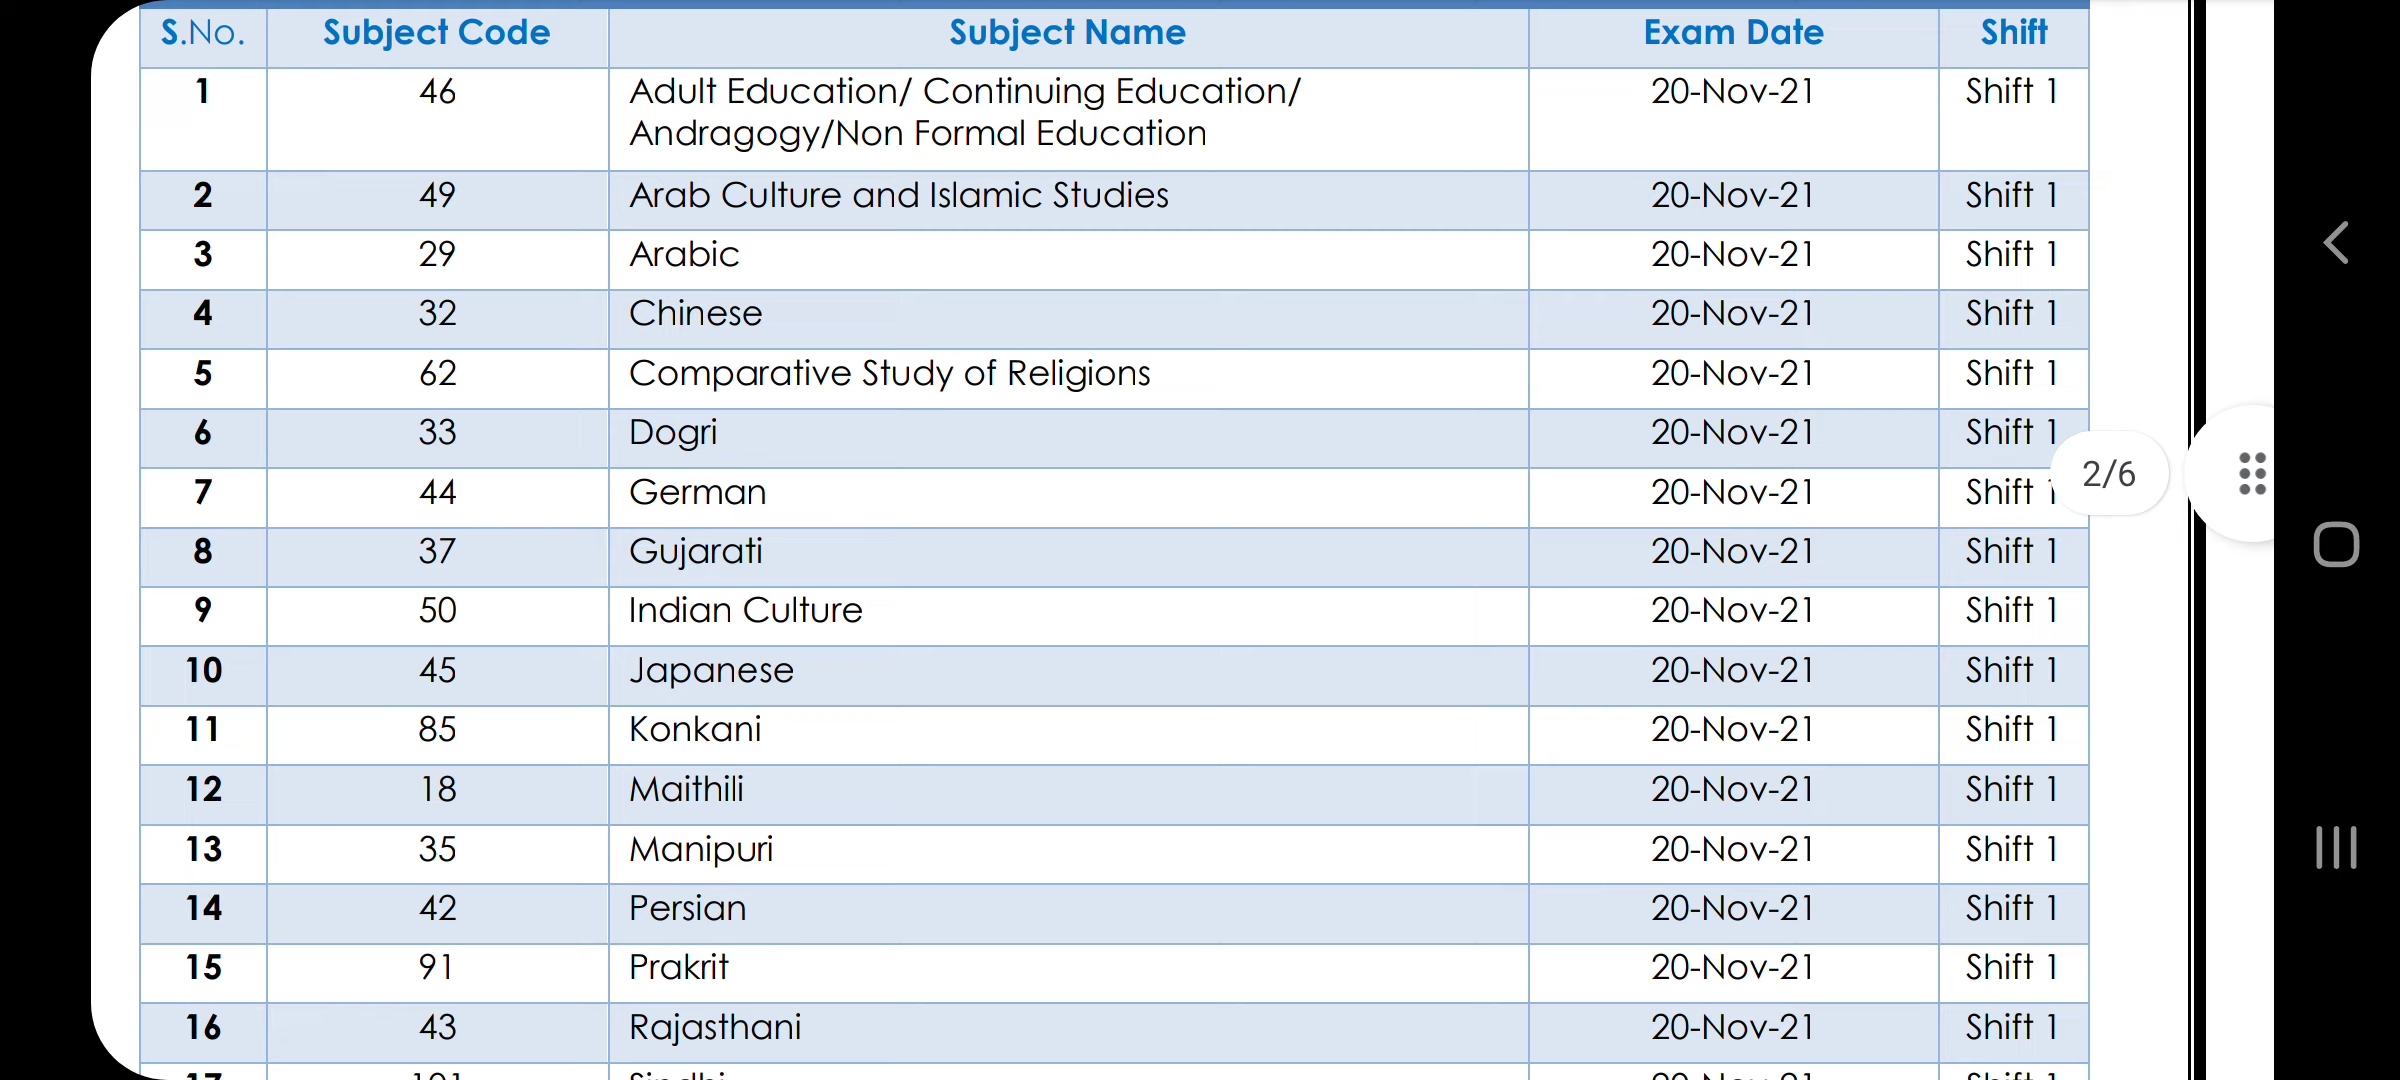 S.No. Subject Code Subject Name Exam Date Shift
1 46 Adult Education/ Continuing Education/ 20-Nov-21 Shift 1
Andragogy/Non Formal Education
2 49 Arab Culture and Islamic Studies 20-Nov-21 Shift 1
3 29 Arabic 20-Nov-21 Shift 1
4 32 Chinese 20-Nov-21 Shift 1
5 62 Comparative Study of Religions 20-Nov-21 Shift 1
6 33 Dogri 20-Nov-21 Shift 1
7 44 German 20-Nov-21 Shift 1
2/6
8 37 Gujarati 20-Nov-21 Shift 1
9 50 Indian Culture 20-Nov-21 Shift 1
10 45 Japanese 20-Nov-21 Shift 1
11 85 Konkani 20-Nov-21 Shift 1
12 18 Maithili 20-Nov-21 Shift 1
13 35 Manipuri 20-Nov-21 Shift 1
14 42 Persian 20-Nov-21 Shift 1
15 91 Prakrit 20-Nov-21 Shift 1
16 43 Rajasthani 20-Nov-21 Shift 1